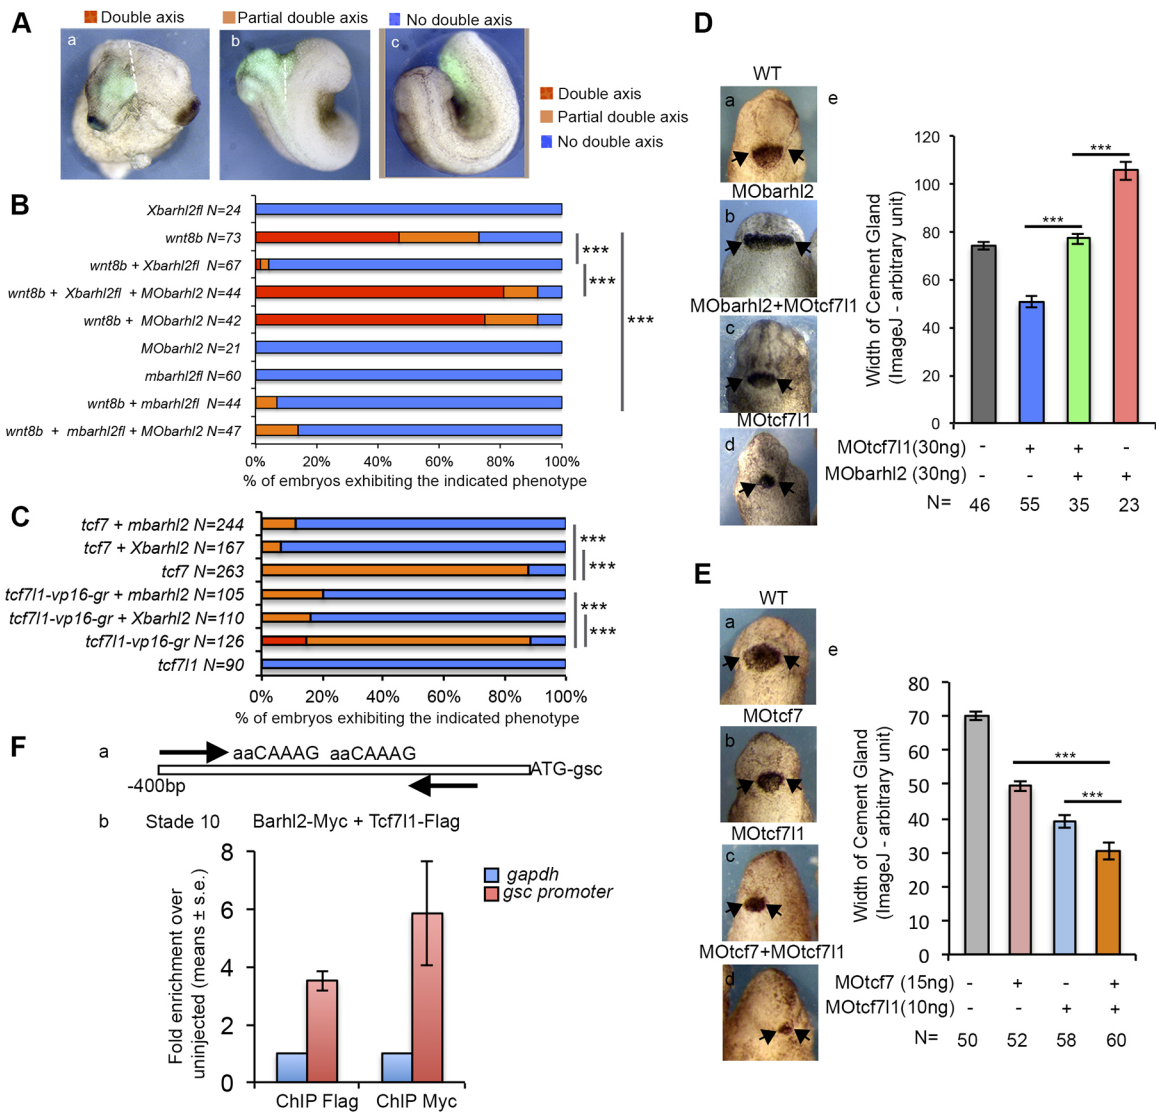 A
Double axis
Partial double axis
No double axis
a
b
c
Double axis
Partial double axis
No double axis
B
Xbarhl2fl N=24
wnt8b N=73
wnt8b + Xbarhl2fl N=67
wnt8b + Xbarhl2fl + MObarhl2 N=44
wnt8b + MObarhl2 N=42
MObarhl2 N=21
mbarhl2fl N=60
wnt8b + mbarhl2fl N=44
wnt8b + mbarhl2fl + MObarhl2 N=47
***
***
***
0% 20% 40% 60% 80% 100%
% of embryos exhibiting the indicated phenotype
C
tcf7 + mbarhl2 N=244
tcf7 + Xbarhl2 N=167
tcf7 N=263
tcf7l1-vp16-gr + mbarhl2 N=105
tcf7l1-vp16-gr + Xbarhl2 N=110
tcf7l1-vp16-gr N=126
tcf7l1 N=90
***
***
***
***
0% 20% 40% 60% 80% 100%
% of embryos exhibiting the indicated phenotype
F
a
aaCAAAG aaCAAAG
ATG-gsc
-400bp
b
Stade 10 Barhl2-Myc + Tcf7l1-Flag
Fold enrichment over
uninjected (means ± s.e.)
8
6
4
2
0
gapdh
gsc promoter
ChIP Flag ChIP Myc
D
WT
a
MObarhl2
b
MObarhl2+MOtcf7l1
c
MOtcf7l1
d
e
Width of Cement Gland
(ImageJ - arbitrary unit)
120
100
80
60
40
20
0
***
***
MOtcf7l1(30ng) - + + -
MObarhl2 (30ng) - - + +
N= 46 55 35 23
E
WT
a
MOtcf7
b
MOtcf7l1
c
MOtcf7+MOtcf7l1
d
e
Width of Cement Gland
(ImageJ - arbitrary unit)
80
70
60
50
40
30
20
10
0
***
***
MOtcf7 (15ng) - + - +
MOtcf7l1(10ng) - - + +
N= 50 52 58 60